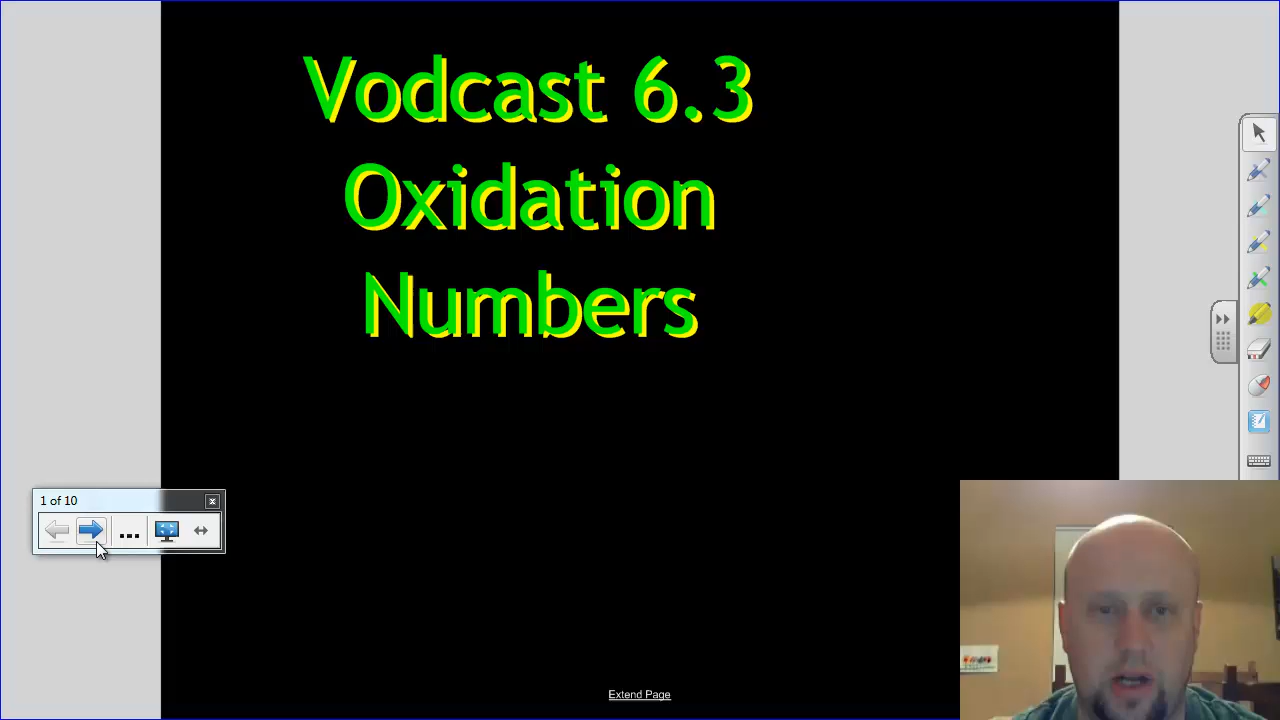 Vodcast 6.3
Oxidation
Numbers
1 of 10
Extend Page